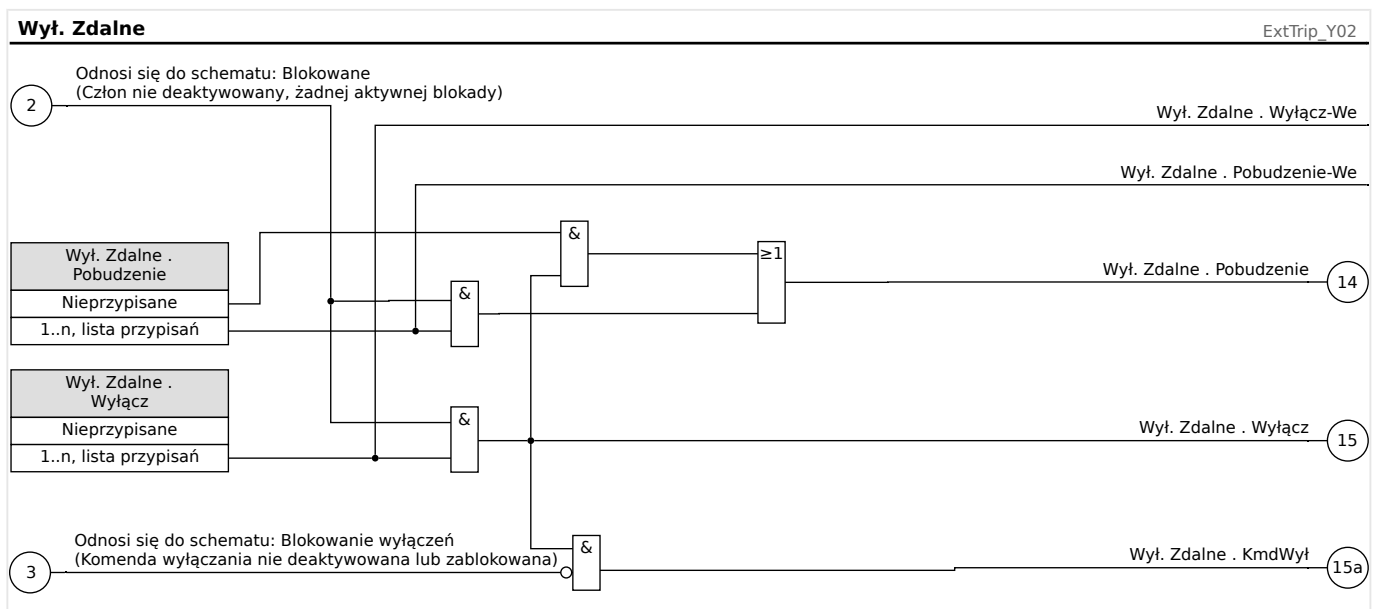 Wył. Zdalne
ExtTrip_Y02
Odnosi się do schematu: Blokowane
(Człon nie deaktywowany, żadnej aktywnej blokady)
2
Wył. Zdalne . Wyłącz-We
Wył. Zdalne . Pobudzenie-We
&
Wył. Zdalne .
Pobudzenie
≥1
Wył. Zdalne . Pobudzenie
14
Nieprzypisane
&
1..n, lista przypisań
Wył. Zdalne .
Wyłącz
&
Nieprzypisane
Wył. Zdalne . Wyłącz
15
1..n, lista przypisań
Odnosi się do schematu: Blokowanie wyłączeń
(Komenda wyłączania nie deaktywowana lub zablokowana)
3
&
Wył. Zdalne . KmdWył
15a